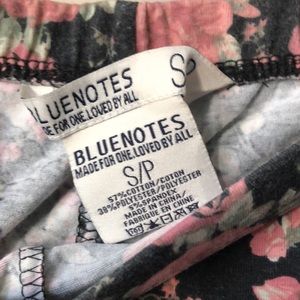 BLUENOTES S
MADE FOR ONE. LOVED BY ALL
BLUENOTES
MADE FOR ONE. LOVED BY ALL
S/P
57% COTTON/COTON
38% POLYESTER/POLYESTER
5% SPANDEX
MADE IN CHINA/
FABRIQUE EN CHINE